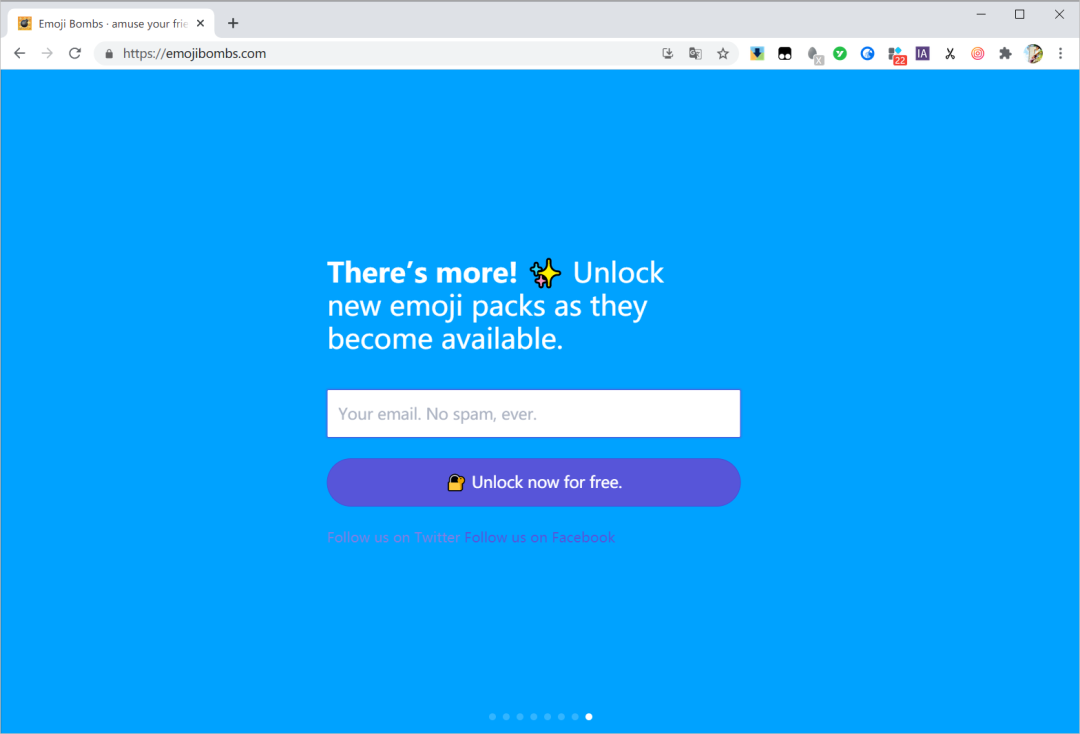 Emoji Bombs · amuse your frie
https://emojibombs.com
22
IA
There’s more! ✨ Unlock
new emoji packs as they
become available.
Your email. No spam, ever.
🔐 Unlock now for free.
Follow us on Twitter Follow us on Facebook